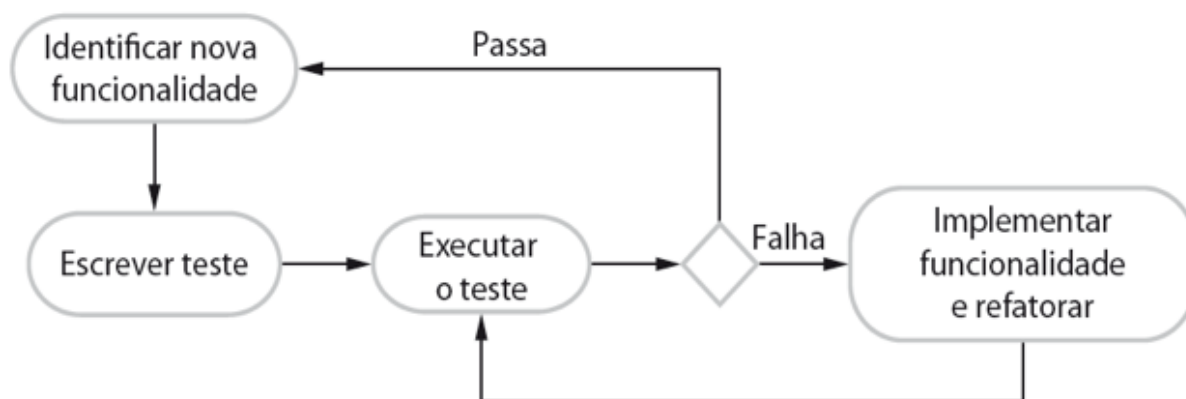 Identificar nova
funcionalidade
Passa
Escrever teste
Executar
o teste
Falha
Implementar
funcionalidade
e refatorar